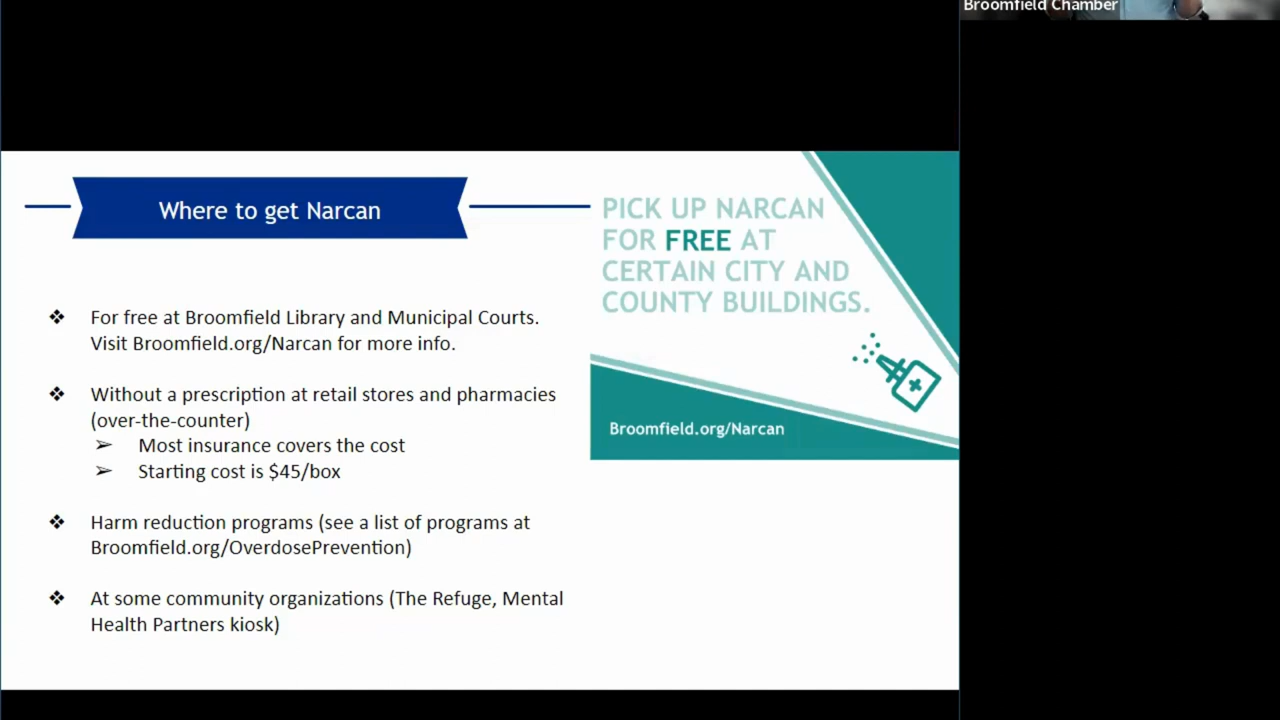 Broomfield Chamber
Where to get Narcan
❖ For free at Broomfield Library and Municipal Courts.
Visit Broomfield.org/Narcan for more info.
❖ Without a prescription at retail stores and pharmacies
(over-the-counter)
➢ Most insurance covers the cost
➢ Starting cost is $45/box
❖ Harm reduction programs (see a list of programs at
Broomfield.org/OverdosePrevention)
❖ At some community organizations (The Refuge, Mental
Health Partners kiosk)
PICK UP NARCAN
FOR FREE AT
CERTAIN CITY AND
COUNTY BUILDINGS.
Broomfield.org/Narcan